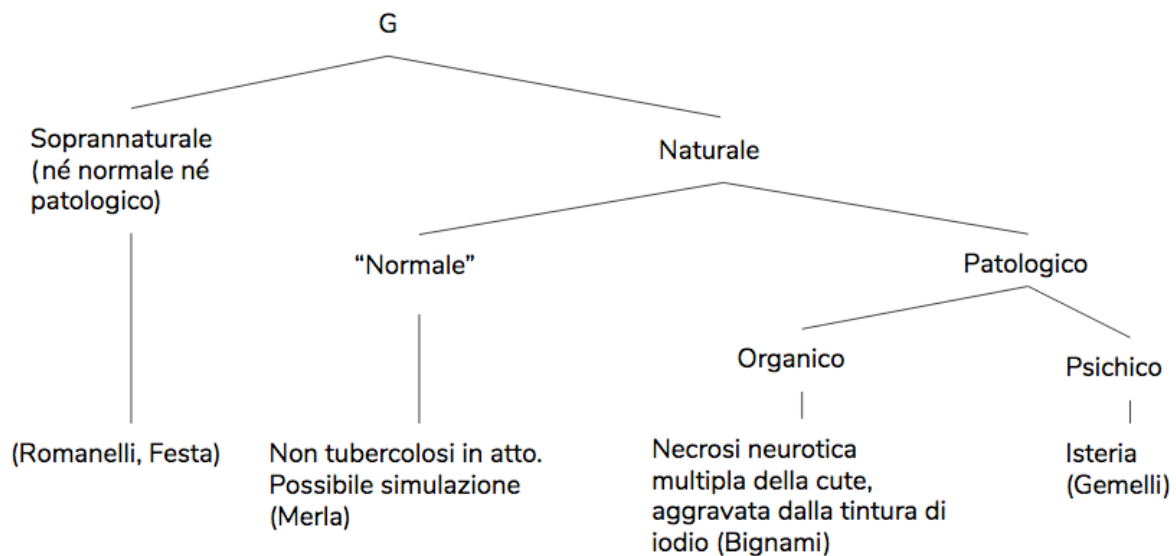 G
Soprannaturale
(né normale né
patologico)
Naturale
“Normale”
Patologico
Organico
Psichico
(Romanelli, Festa)
Non tubercolosi in atto.
Possibile simulazione
(Merla)
Necrosi neurotica
multipla della cute,
aggravata dalla tintura di
iodio (Bignami)
Isteria
(Gemelli)